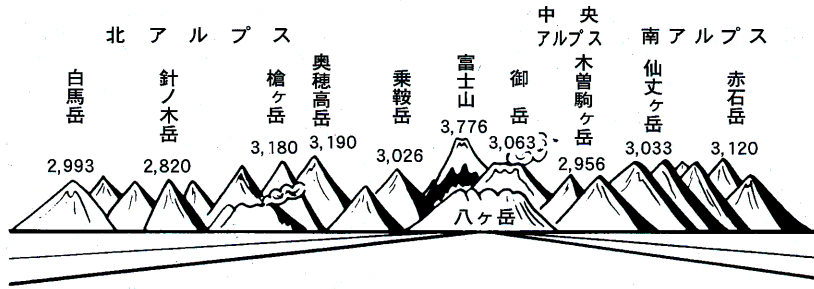 北アルプス
中央
アルプス
南アルプス
白馬岳
2,993
針ノ木岳
2,820
槍ヶ岳
3,180
奥穂高岳
3,190
乗鞍岳
3,026
富士山
3,776
御岳
3,063
木曽駒ヶ岳
2,956
仙丈ヶ岳
3,033
赤石岳
3,120
八ヶ岳